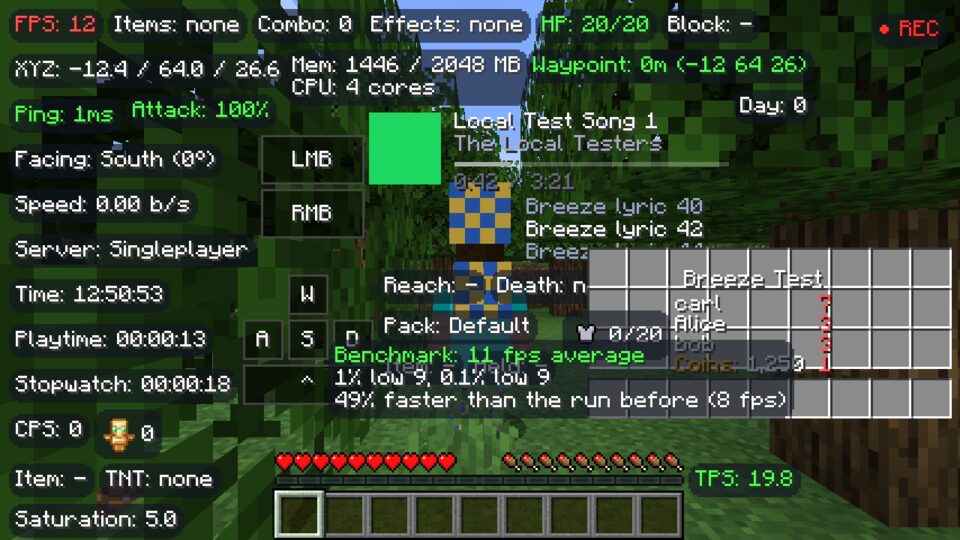 FPS: 12
Items: none
Combo: 0
Effects: none
HP: 20/20
Block: -
REC
XYZ: -12.4 / 64.0 / 26.6
Mem: 1446 / 2048 MB
CPU: 4 cores
Waypoint: 0m (-12 64 26)
Day: 0
Ping: 1ms
Attack: 100%
Local Test Song 1
The Local Testers
0:42
3:21
Facing: South (0°)
LMB
RMB
Speed: 0.00 b/s
Breeze lyric 40
Breeze lyric 42
Breeze lyric
Server: Singleplayer
Time: 12:50:53
W
A
S
D
^
Reach: -
Death: n
Breeze Test
carl 7
Alice 3
bob 3
Coins: 1,250 1
Playtime: 00:00:13
Pack: Default
0/20
Benchmark: 11 fps average
1% low 9, 0.1% low 9
49% faster than the run before (8 fps)
Stopwatch: 00:00:18
CPS: 0
0
Item: -
TNT: none
TPS: 19.8
Saturation: 5.0